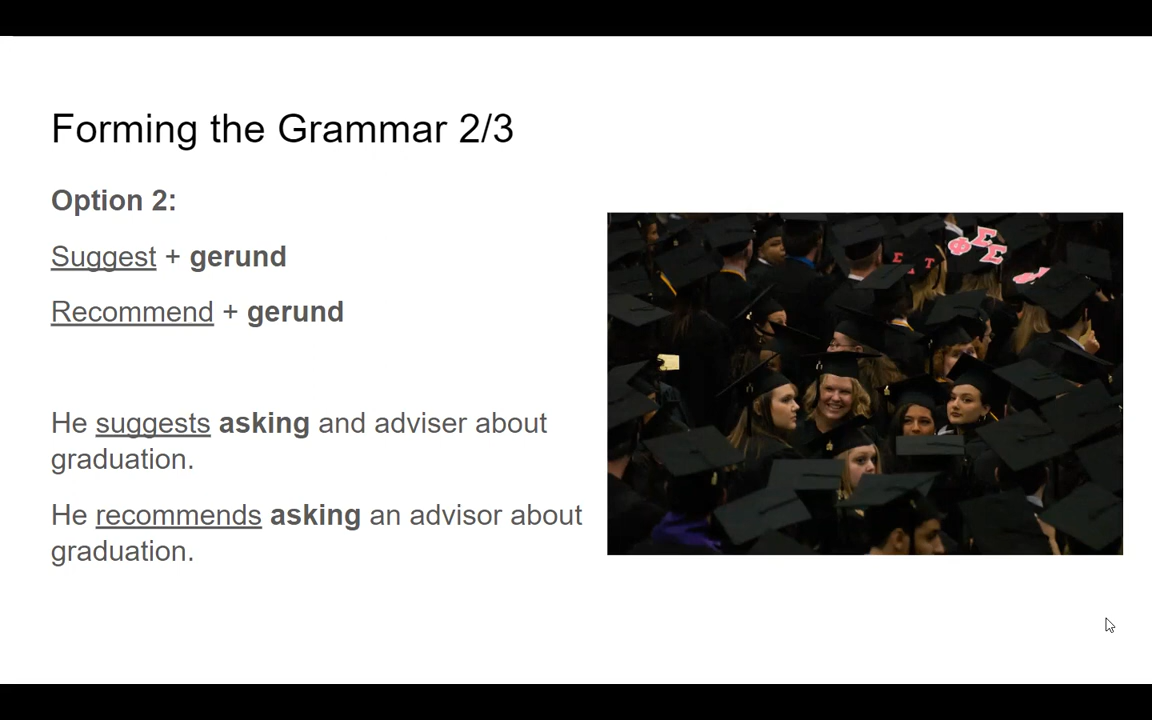 Forming the Grammar 2/3
Option 2:
Suggest + gerund
Recommend + gerund
He suggests asking and adviser about
graduation.
He recommends asking an advisor about
graduation.
Σ Τ
Φ Σ Σ